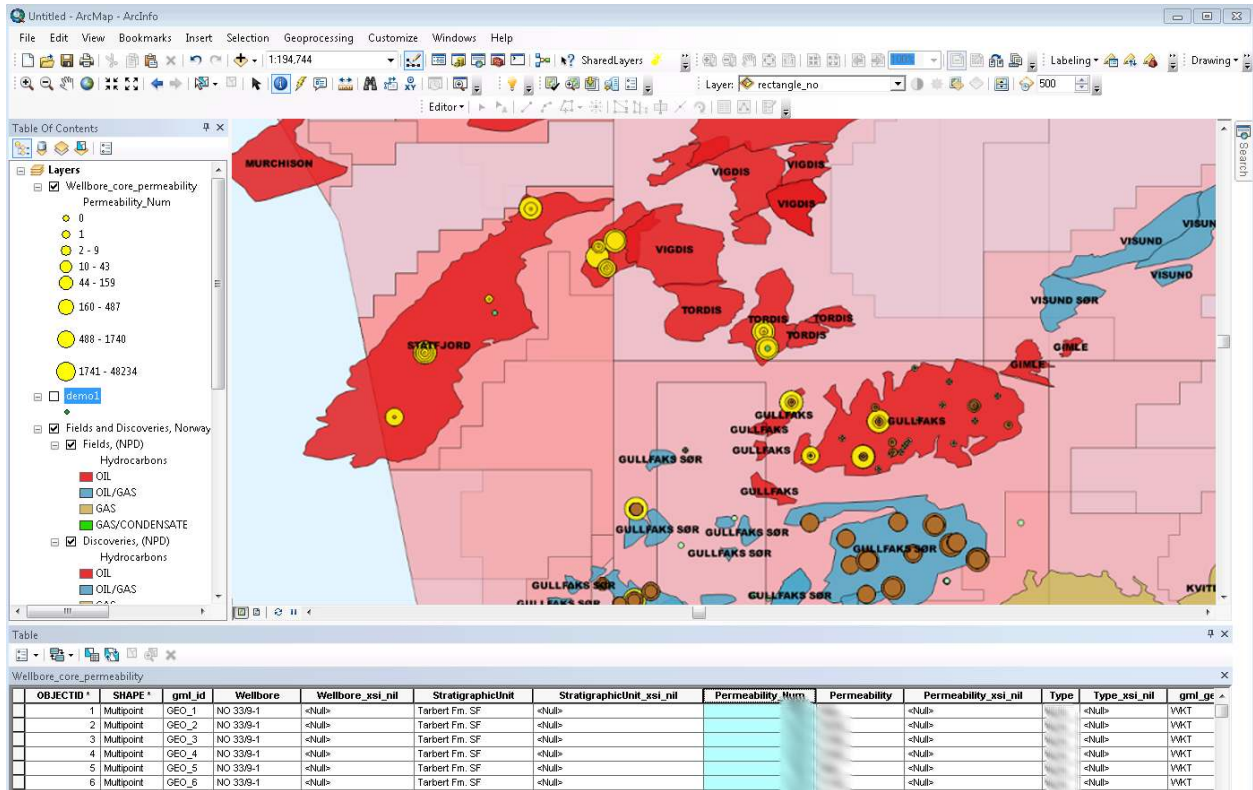 Untitled - ArcMap - ArcInfo
File Edit View Bookmarks Insert Selection Geoprocessing Customize Windows Help
1:194,744 SharedLayers 100% Labeling Drawing
Layer: rectangle_no 500
Editor
Table Of Contents
Layers
Wellbore_core_permeability
Permeability_Num
0
1
2 - 9
10 - 43
44 - 159
160 - 487
488 - 1740
1741 - 48234
demo1
Fields and Discoveries, Norway
Fields, (NPD)
Hydrocarbons
OIL
OIL/GAS
GAS
GAS/CONDENSATE
Discoveries, (NPD)
Hydrocarbons
OIL
OIL/GAS
GAS
Search
MURCHISON
VIGDIS
VIGDIS
VIGDIS
VIGDIS
VISUN
VISUND
VISUND
VISUND SØR
TORDIS
TORDIS
TORDIS
TORDIS
STATFJORD
GIMLE
GIMLE
GULLFAKS
GULLFAKS
GULLFAKS
GULLFAKS
GULLFAKS SØR
GULLFAKS
GULLFAKS SØR
GULLFAKS SØR
GULLFAKS SØR
GULLFAKS SØR
GULLFAKS SØR
GULLFAKS SØR
GULLFAKS SØR
KVITE
Table
Wellbore_core_permeability
OBJECTID * SHAPE * gml_id Wellbore Wellbore_xsi_nil StratigraphicUnit StratigraphicUnit_xsi_nil Permeability_Num Permeability Permeability_xsi_nil Type Type_xsi_nil gml_ge
1 Multipoint GEO_1 NO 33/9-1 <Null> Tarbert Fm. SF <Null> <Null> <Null> WKT
2 Multipoint GEO_2 NO 33/9-1 <Null> Tarbert Fm. SF <Null> <Null> <Null> WKT
3 Multipoint GEO_3 NO 33/9-1 <Null> Tarbert Fm. SF <Null> <Null> <Null> WKT
4 Multipoint GEO_4 NO 33/9-1 <Null> Tarbert Fm. SF <Null> <Null> <Null> WKT
5 Multipoint GEO_5 NO 33/9-1 <Null> Tarbert Fm. SF <Null> <Null> <Null> WKT
6 Multipoint GEO_6 NO 33/9-1 <Null> Tarbert Fm. SF <Null> <Null> <Null> WKT